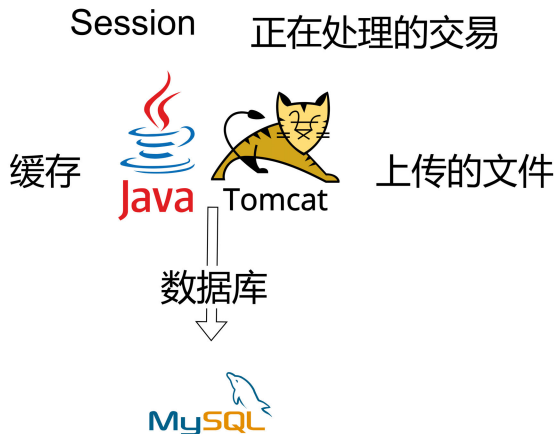 Session
正在处理的交易
缓存
Java
Tomcat
上传的文件
数据库
MySQL